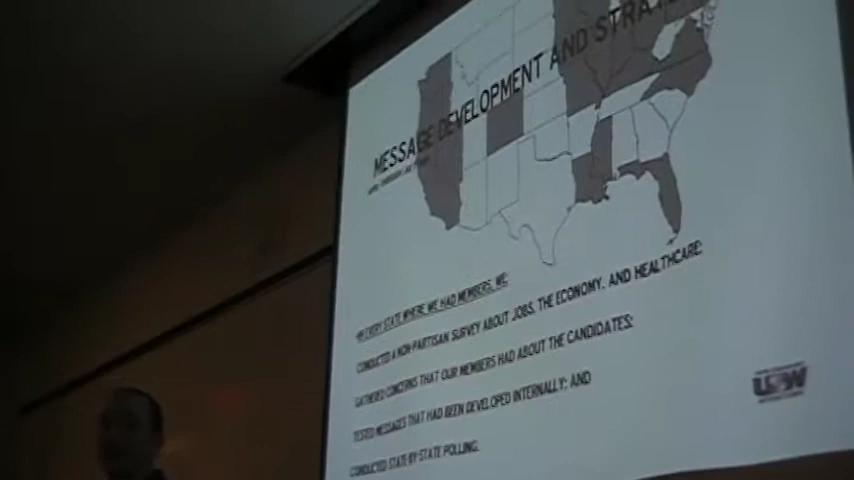 MESSAGE DEVELOPMENT AND
IN EVERY STATE WHERE WE HAD MEMBERS, WE:
CONDUCTED A NON-PARTISAN SURVEY ABOUT JOBS, THE ECONOMY, AND HEALTHCARE;
GATHERED CONCERNS THAT OUR MEMBERS HAD ABOUT THE CANDIDATES;
TESTED MESSAGES THAT HAD BEEN DEVELOPED INTERNALLY; AND
CONDUCTED STATE-BY-STATE POLLING.
USW